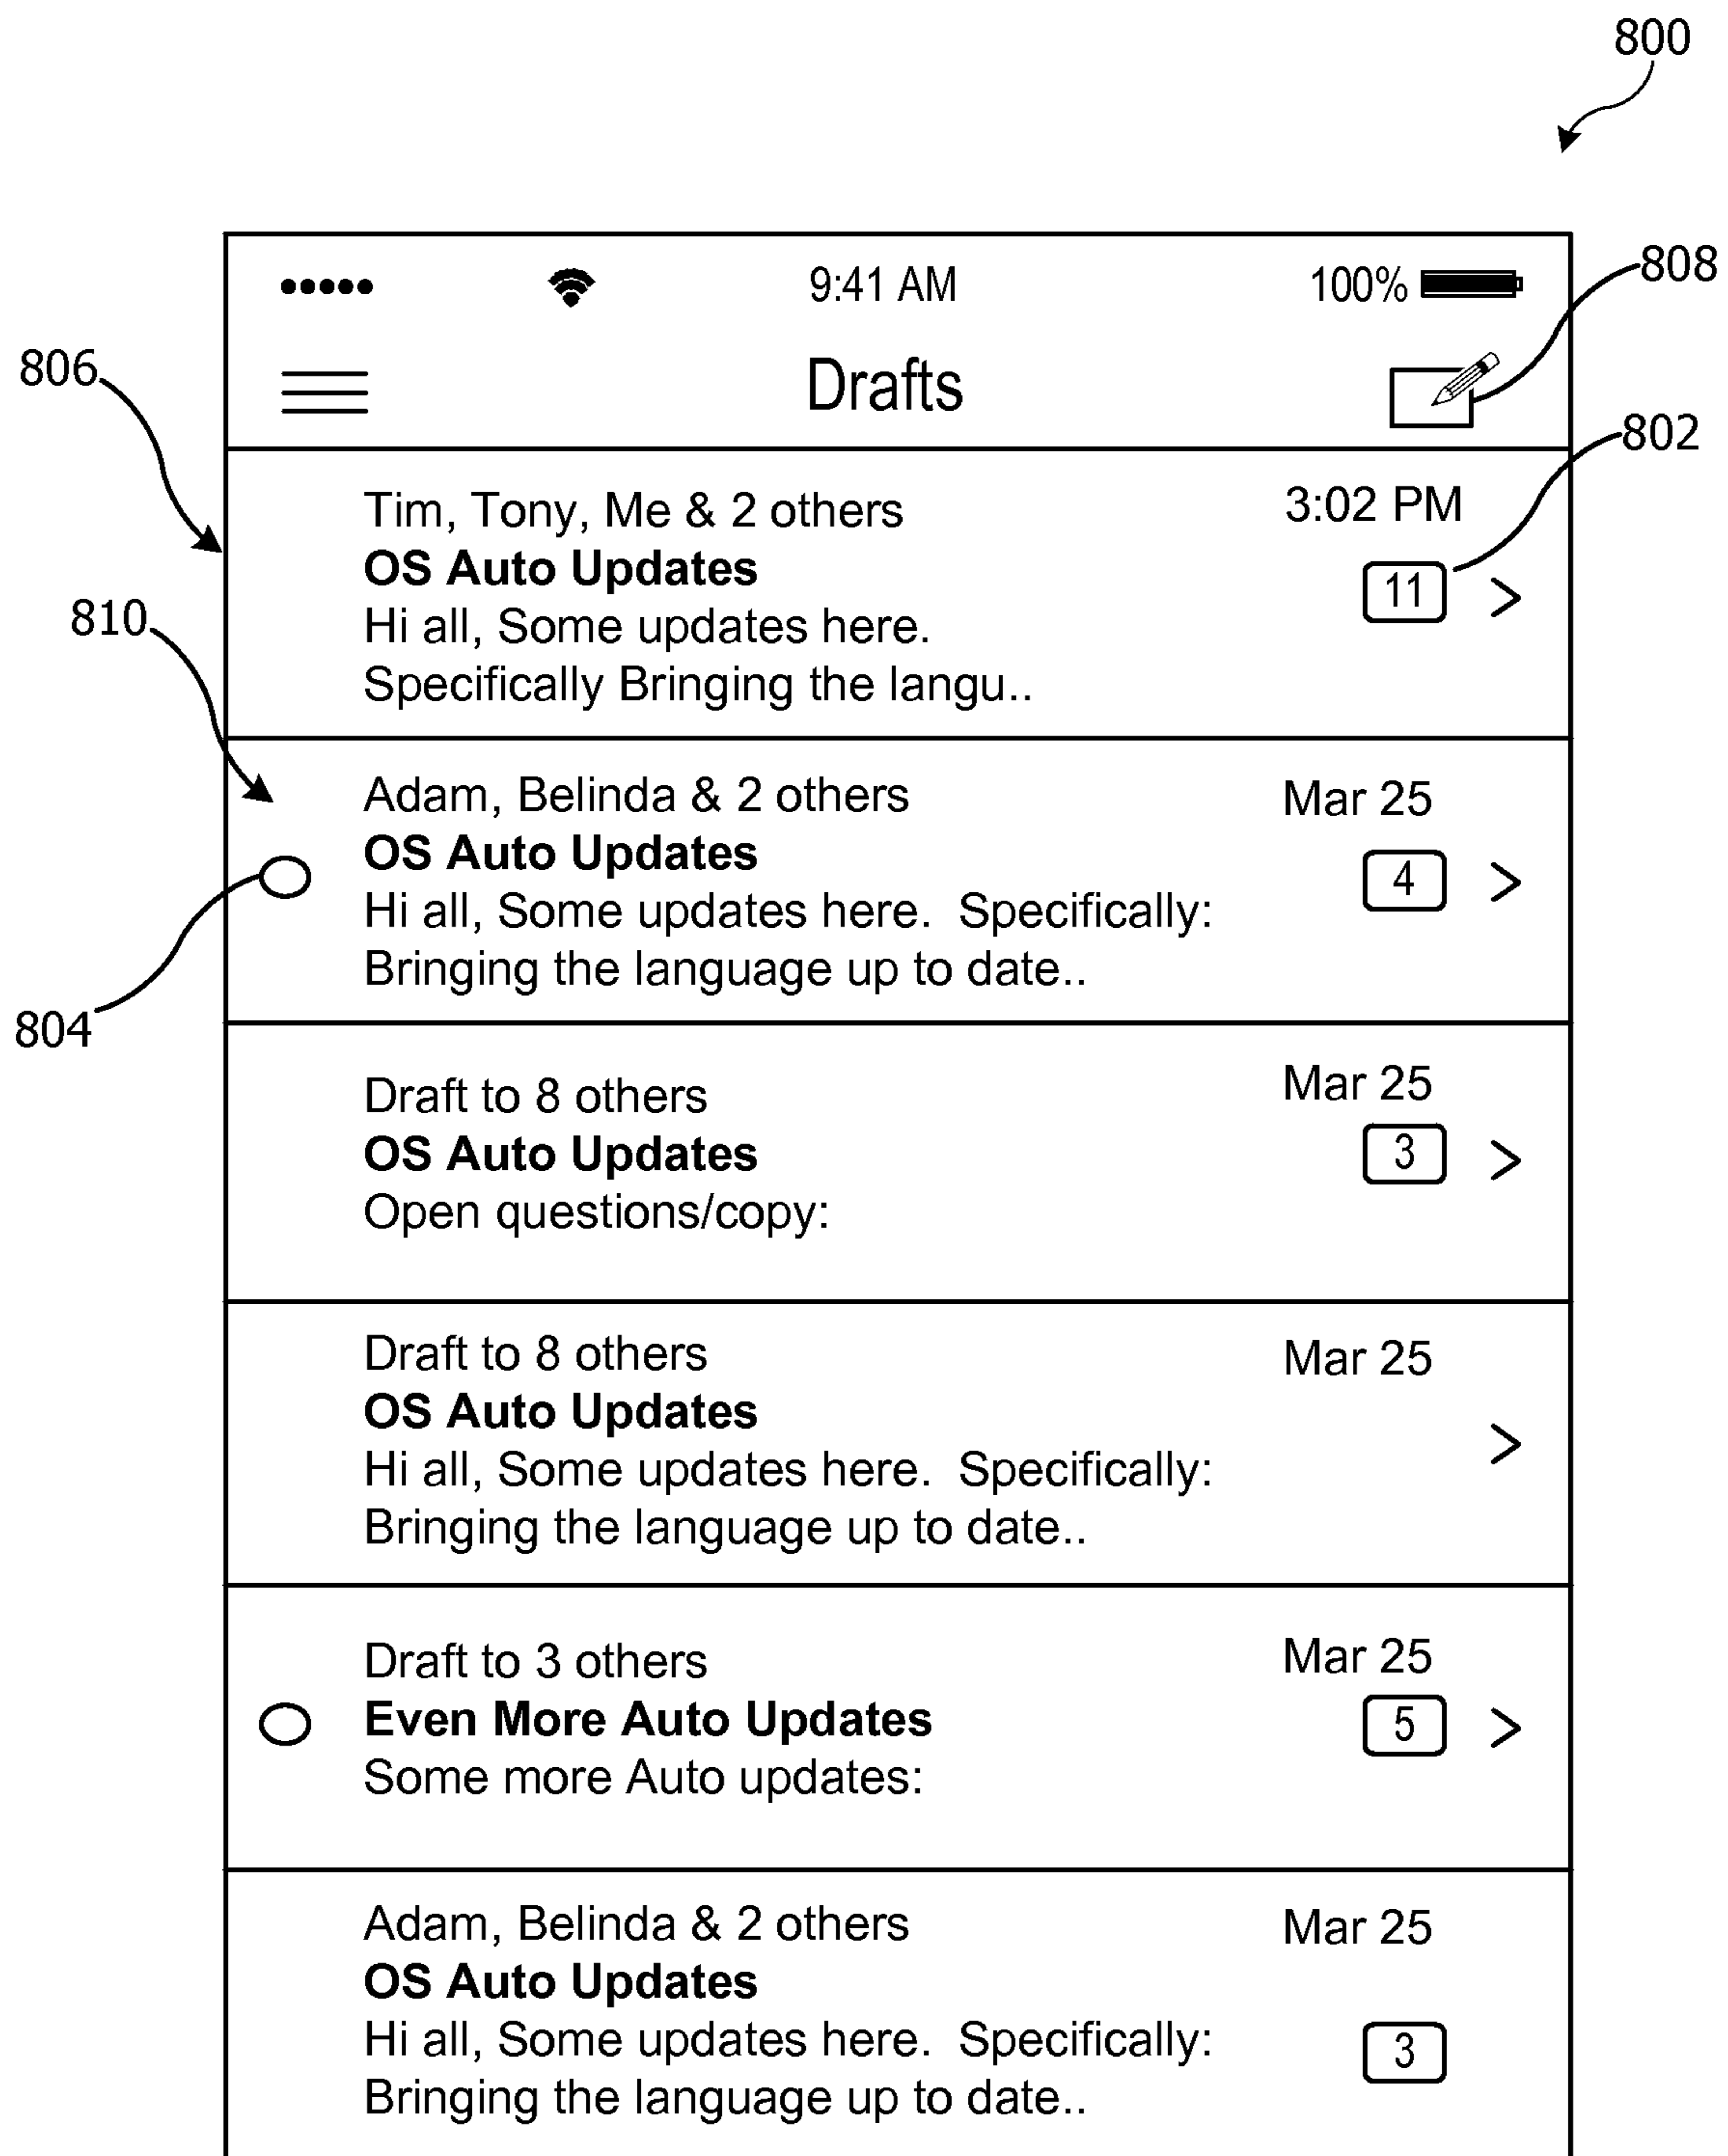 800
9:41 AM 100%
808
806
Drafts
802
Tim, Tony, Me & 2 others 3:02 PM
OS Auto Updates
11 >
810
Hi all, Some updates here.
Specifically Bringing the langu..
Adam, Belinda & 2 others Mar 25
OS Auto Updates
4 >
Hi all, Some updates here. Specifically:
Bringing the language up to date..
804
Draft to 8 others Mar 25
OS Auto Updates 3 >
Open questions/copy:
Draft to 8 others Mar 25
OS Auto Updates
>
Hi all, Some updates here. Specifically:
Bringing the language up to date..
Draft to 3 others Mar 25
Even More Auto Updates 5 >
Some more Auto updates:
Adam, Belinda & 2 others Mar 25
OS Auto Updates
Hi all, Some updates here. Specifically: 3
Bringing the language up to date..